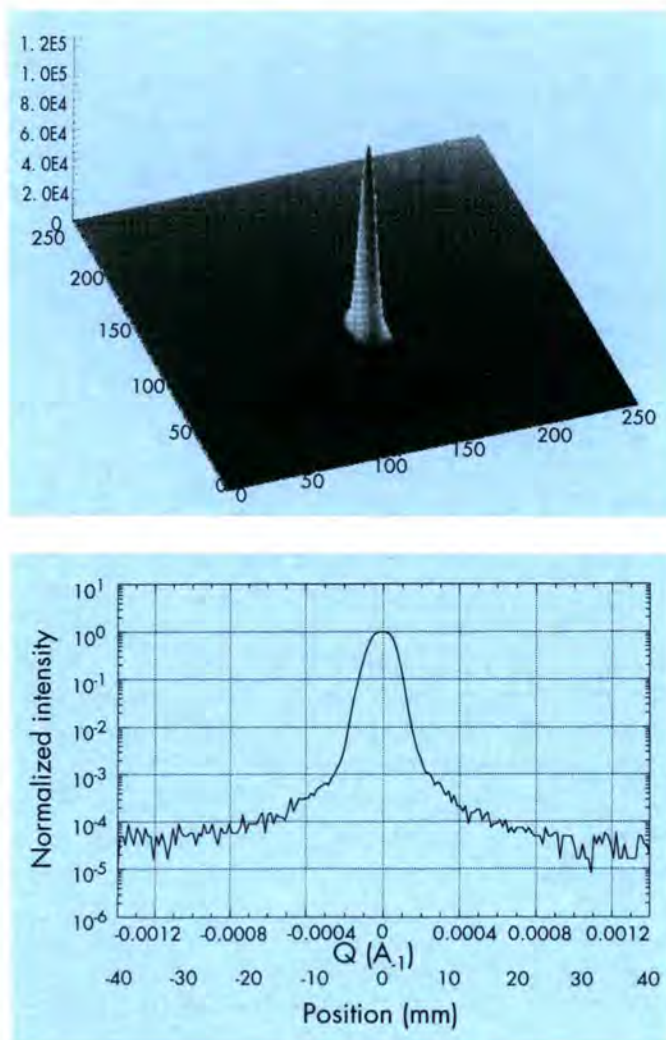 1. 2E5
1. 0E5
8. 0E4
6. 0E4
4. 0E4
2. 0E4
0
250
200
150
100
50
0
0
50
100
150
200
250
Normalized intensity
10¹
10⁰
10⁻¹
10⁻²
10⁻³
10⁻⁴
10⁻⁵
10⁻⁶
-0.0012 -0.0008 -0.0004 0 0.0004 0.0008 0.0012
Q (A-1)
-40 -30 -20 -10 0 10 20 30 40
Position (mm)